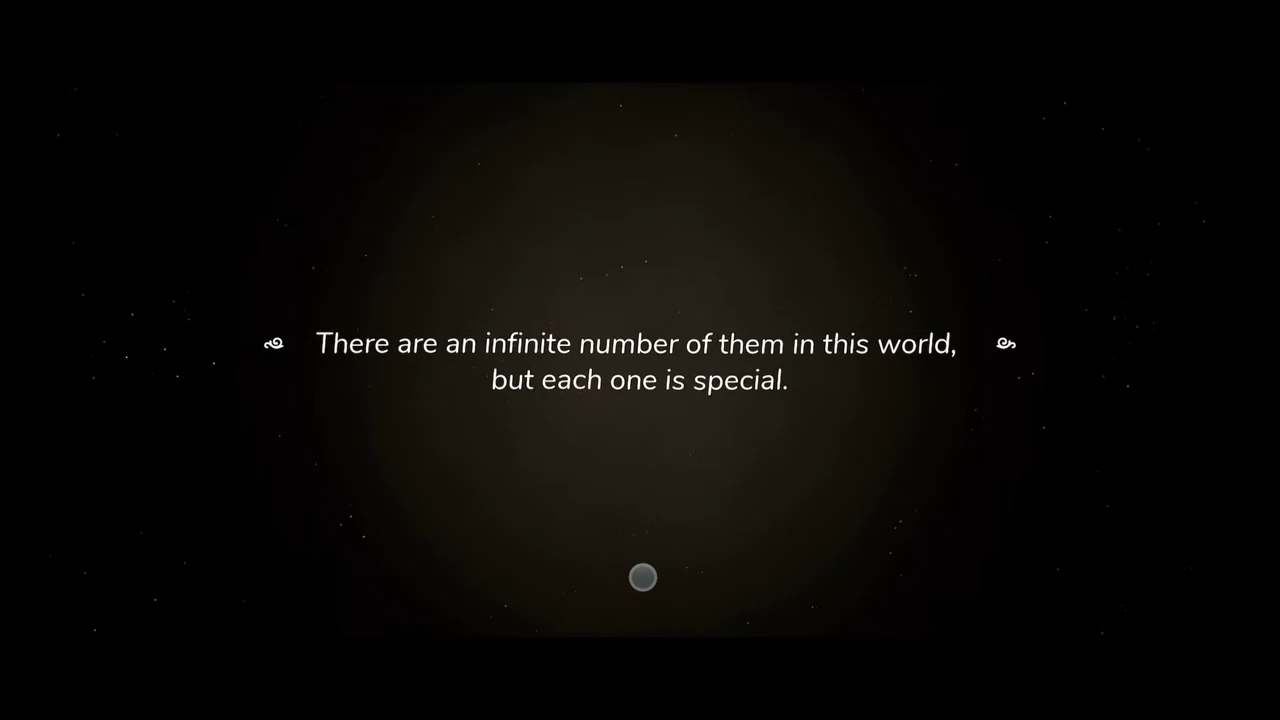 There are an infinite number of them in this world,
but each one is special.